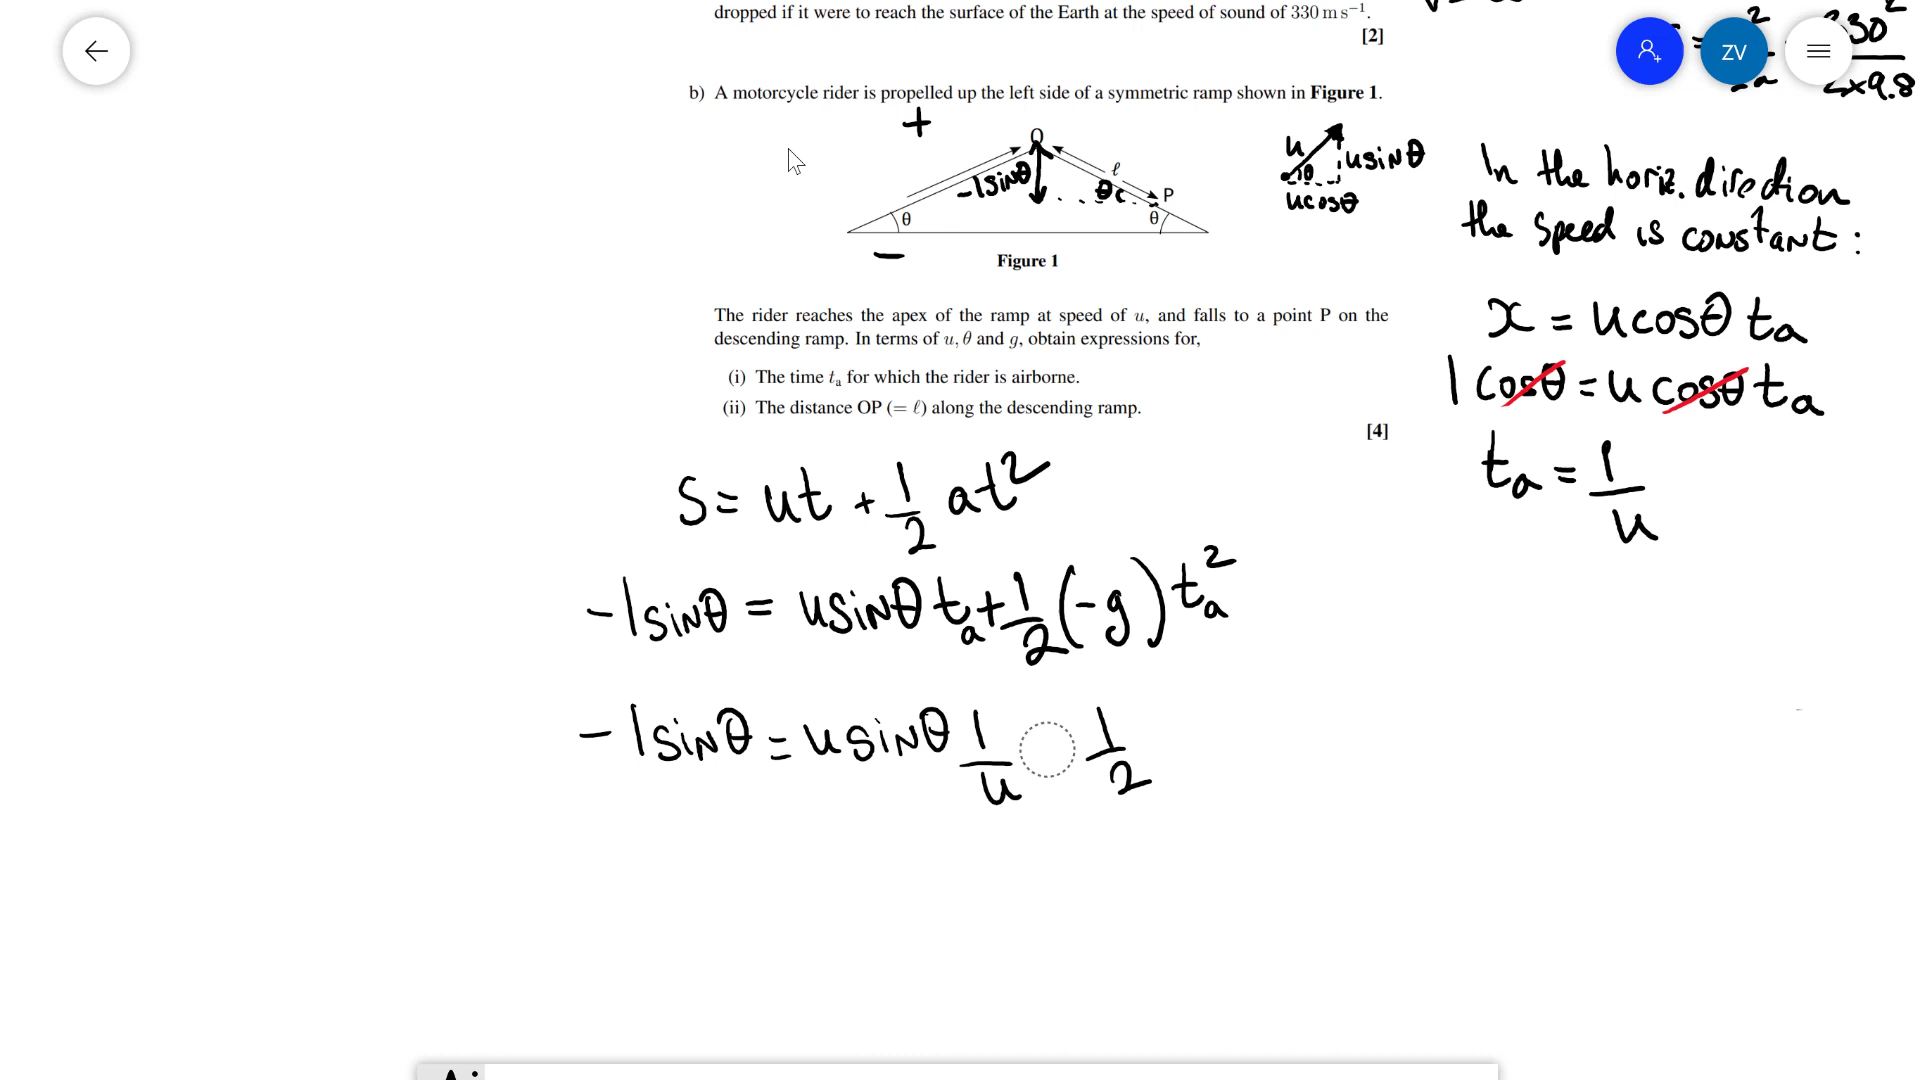 dropped if it were to reach the surface of the Earth at the speed of sound of 330 m s⁻¹.
[2]
ZV
= 2 330²
a 2×9.8
b) A motorcycle rider is propelled up the left side of a symmetric ramp shown in Figure 1.
+
O
-lsinθ
ℓ
θ
P
θ
θ
−
Figure 1
u
usinθ
θ
ucosθ
In the horiz. direction
the speed is constant :
x = ucosθ ta
l cosθ = u cosθ ta
ta = l/u
The rider reaches the apex of the ramp at speed of u, and falls to a point P on the
descending ramp. In terms of u, θ and g, obtain expressions for,
(i) The time ta for which the rider is airborne.
(ii) The distance OP (= ℓ) along the descending ramp.
[4]
S = ut + 1/2 at²
-lsinθ = usinθ ta + 1/2 (-g) ta²
-lsinθ = usinθ l/u 1/2